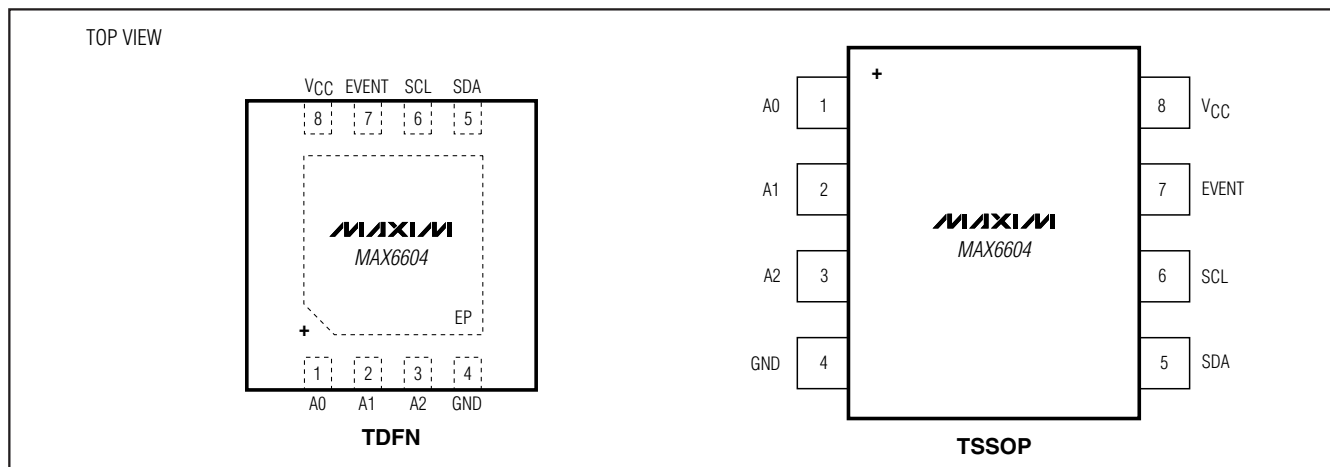 TOP VIEW
VCC EVENT SCL SDA
8 7 6 5
MAXIM
MAX6604
EP
+
1 2 3 4
A0 A1 A2 GND
TDFN
+
A0 1 8 VCC
A1 2 7 EVENT
MAXIM
MAX6604
A2 3 6 SCL
GND 4 5 SDA
TSSOP